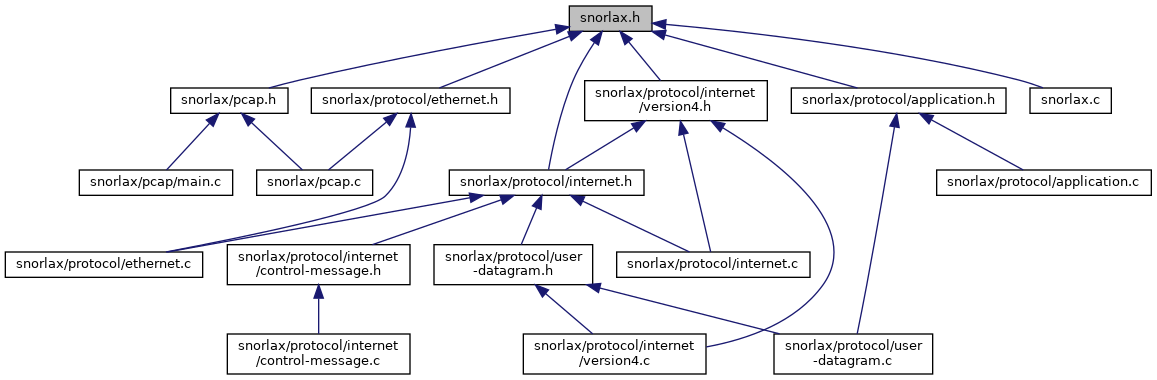 snorlax.h
snorlax/pcap.h
snorlax/protocol/ethernet.h
snorlax/protocol/internet
/version4.h
snorlax/protocol/application.h
snorlax.c
snorlax/pcap/main.c
snorlax/pcap.c
snorlax/protocol/internet.h
snorlax/protocol/application.c
snorlax/protocol/ethernet.c
snorlax/protocol/internet
/control-message.h
snorlax/protocol/user
-datagram.h
snorlax/protocol/internet.c
snorlax/protocol/internet
/control-message.c
snorlax/protocol/internet
/version4.c
snorlax/protocol/user
-datagram.c